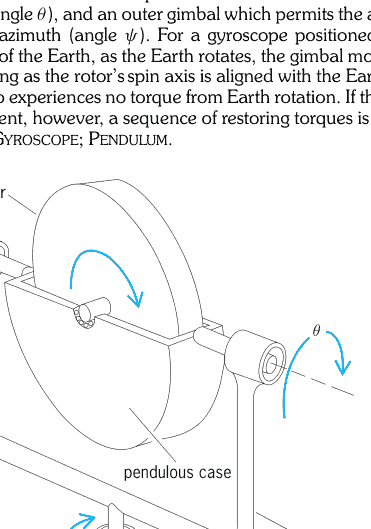 ngle θ), and an outer gimbal which permits the a
azimuth (angle ψ). For a gyroscope positioned
of the Earth, as the Earth rotates, the gimbal mo
ng as the rotor's spin axis is aligned with the Ear
o experiences no torque from Earth rotation. If th
ent, however, a sequence of restoring torques is
GYROSCOPE; PENDULUM.
r
θ
pendulous case